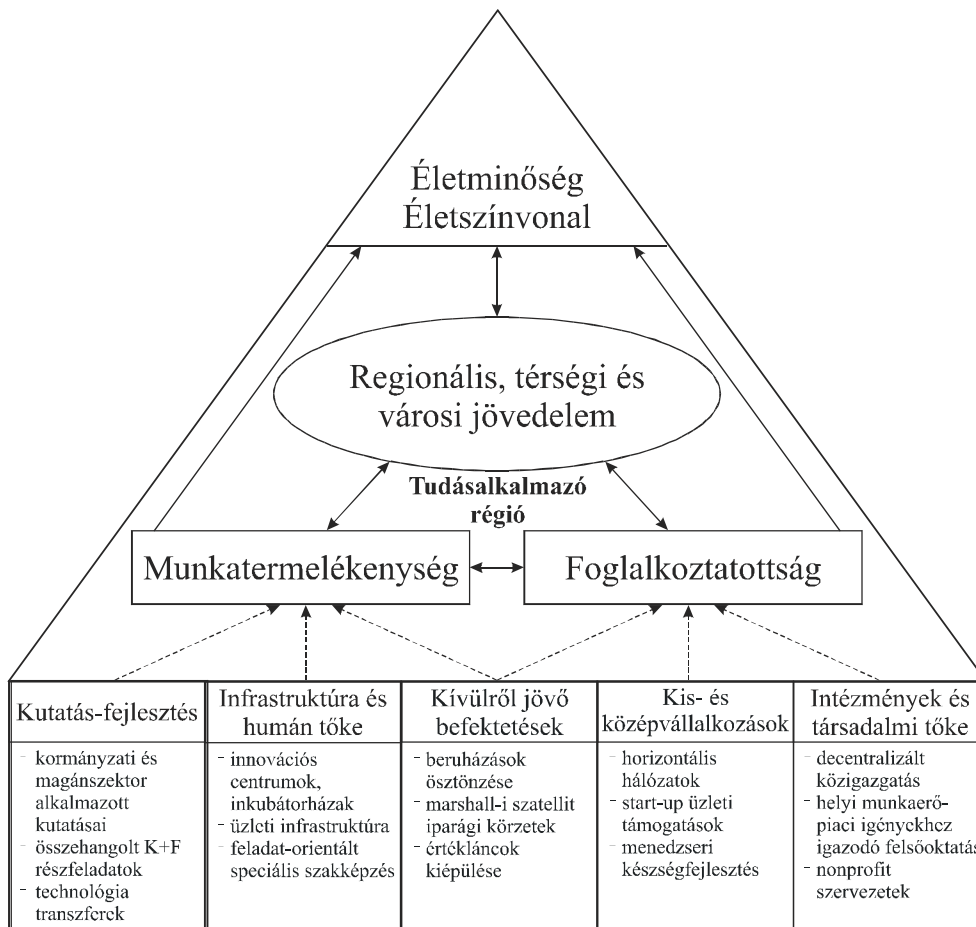 Életminőség
Életszínvonal
Regionális, térségi és
városi jövedelem
Tudásalkalmazó
régió
Munkatermelékenység
Foglalkoztatottság
Kutatás-fejlesztés
- kormányzati és
magánszektor
alkalmazott
kutatásai
- összehangolt K+F
részfeladatok
- technológia
transzferek
Infrastruktúra és
humán tőke
- innovációs
centrumok,
inkubátorházak
- üzleti infrastruktúra
- feladat-orientált
speciális szakképzés
Kívülről jövő
befektetések
- beruházások
ösztönzése
- marshall-i szatellit
iparági körzetek
- értékláncok
kiépülése
Kis- és
középvállalkozások
- horizontális
hálózatok
- start-up üzleti
támogatások
- menedzseri
készségfejlesztés
Intézmények és
társadalmi tőke
- decentralizált
közigazgatás
- helyi munkaerő-
piaci igényekhez
igazodó felsőoktatás
- nonprofit
szervezetek